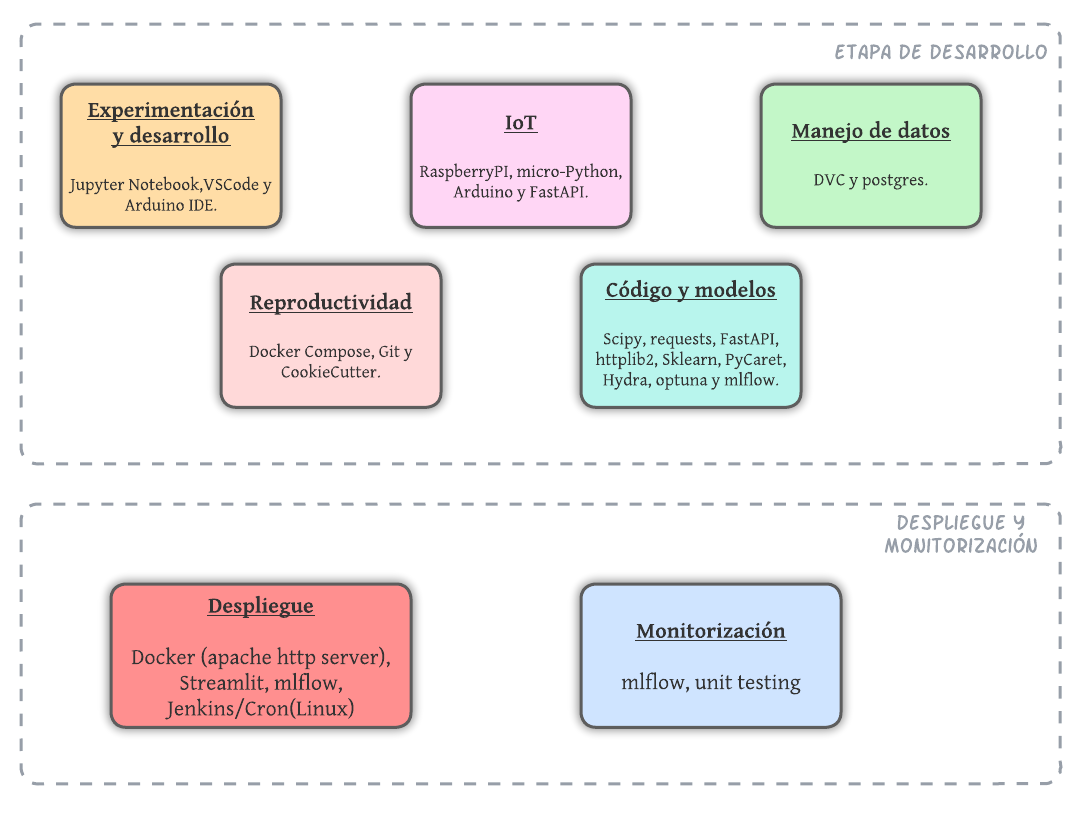 ETAPA DE DESARROLLO
Experimentación
y desarrollo
Jupyter Notebook,VSCode y
Arduino IDE.
IoT
RaspberryPI, micro-Python,
Arduino y FastAPI.
Manejo de datos
DVC y postgres.
Reproductividad
Docker Compose, Git y
CookieCutter.
Código y modelos
Scipy, requests, FastAPI,
httplib2, Sklearn, PyCaret,
Hydra, optuna y mlflow.
DESPLIEGUE Y
MONITORIZACIÓN
Despliegue
Docker (apache http server),
Streamlit, mlflow,
Jenkins/Cron(Linux)
Monitorización
mlflow, unit testing